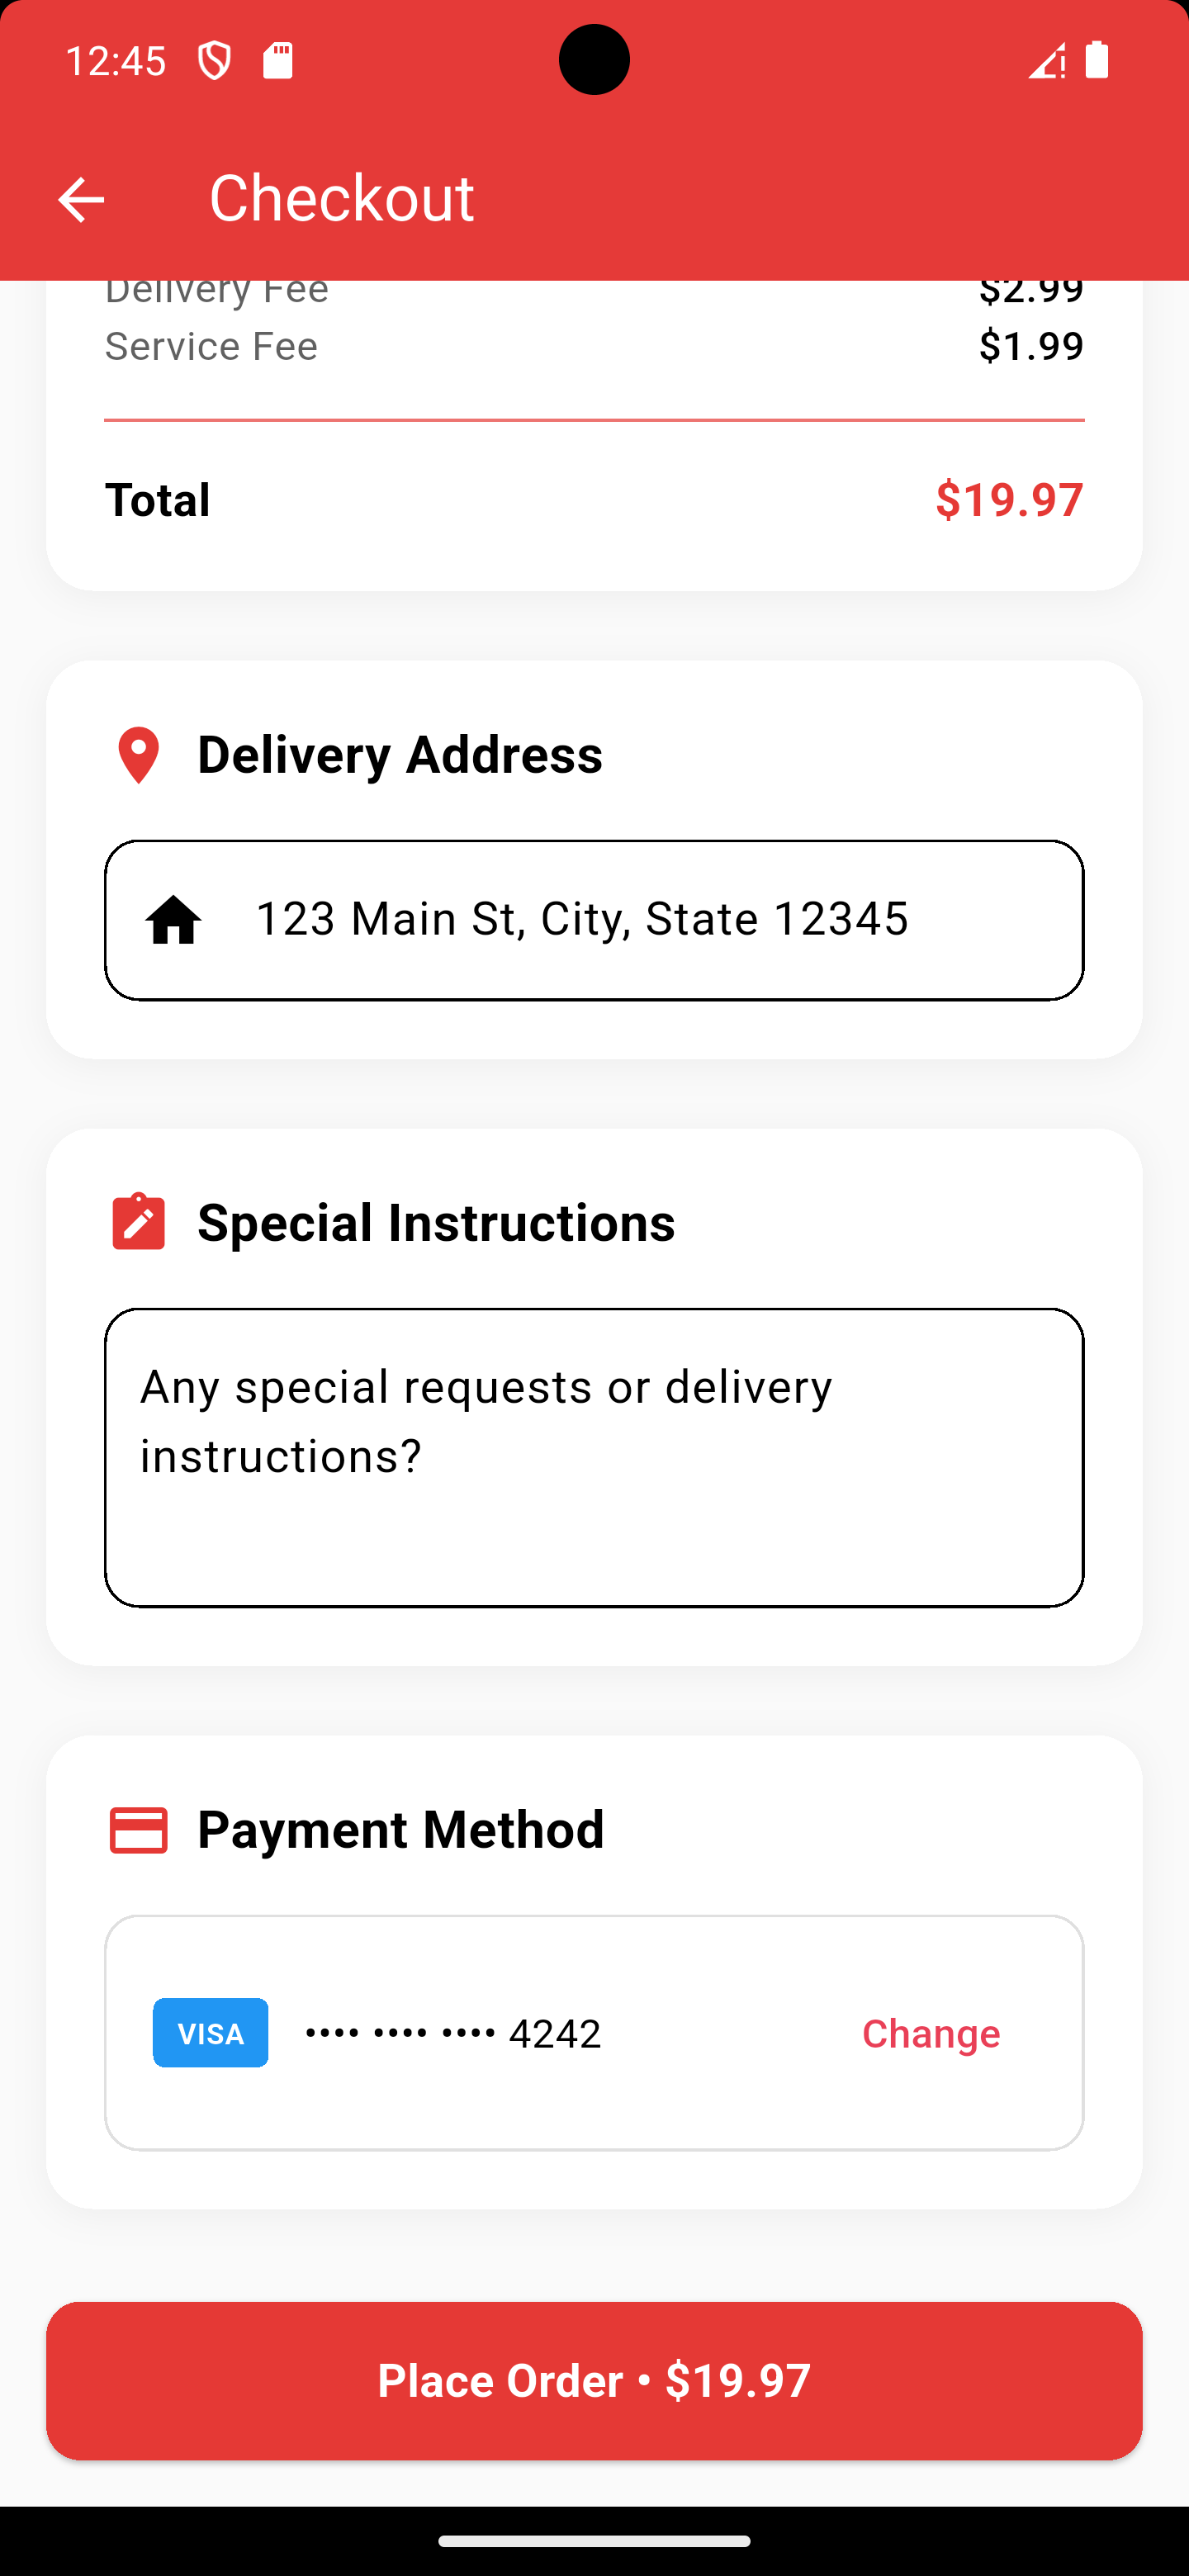 12:45
Checkout
Delivery Fee $2.99
Service Fee $1.99
Total $19.97
Delivery Address
123 Main St, City, State 12345
Special Instructions
Any special requests or delivery
instructions?
Payment Method
VISA •••• •••• •••• 4242 Change
Place Order • $19.97